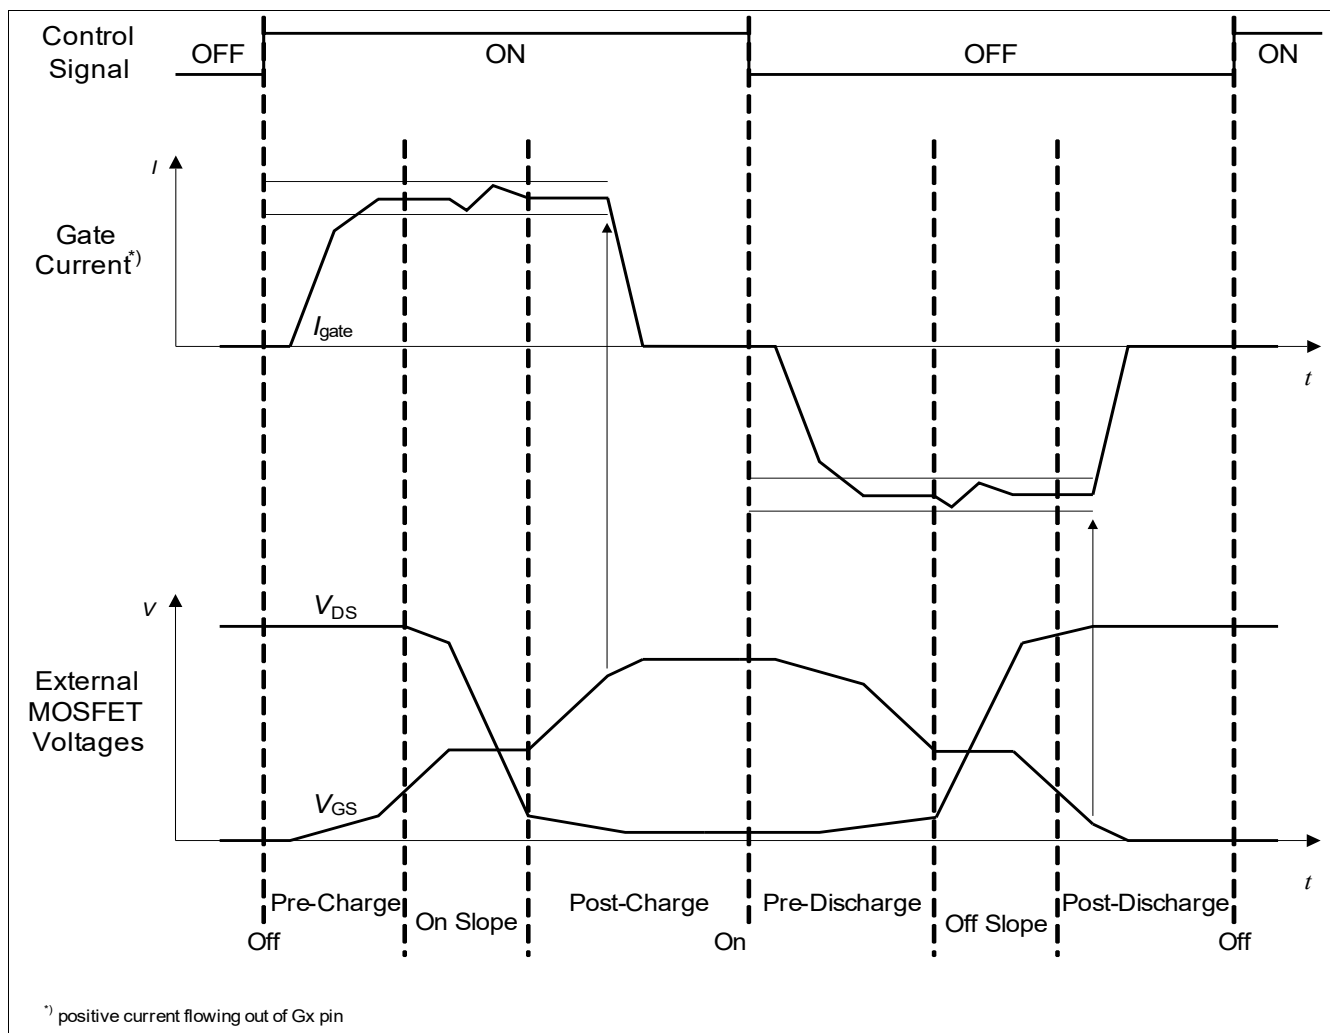 Control
Signal
OFF
ON
OFF
ON
I
Gate
Current*)
Igate
t
V
VDS
External
MOSFET
Voltages
VGS
t
Pre-Charge
On Slope
Post-Charge
Pre-Discharge
Off Slope
Post-Discharge
Off
On
Off
*) positive current flowing out of Gx pin